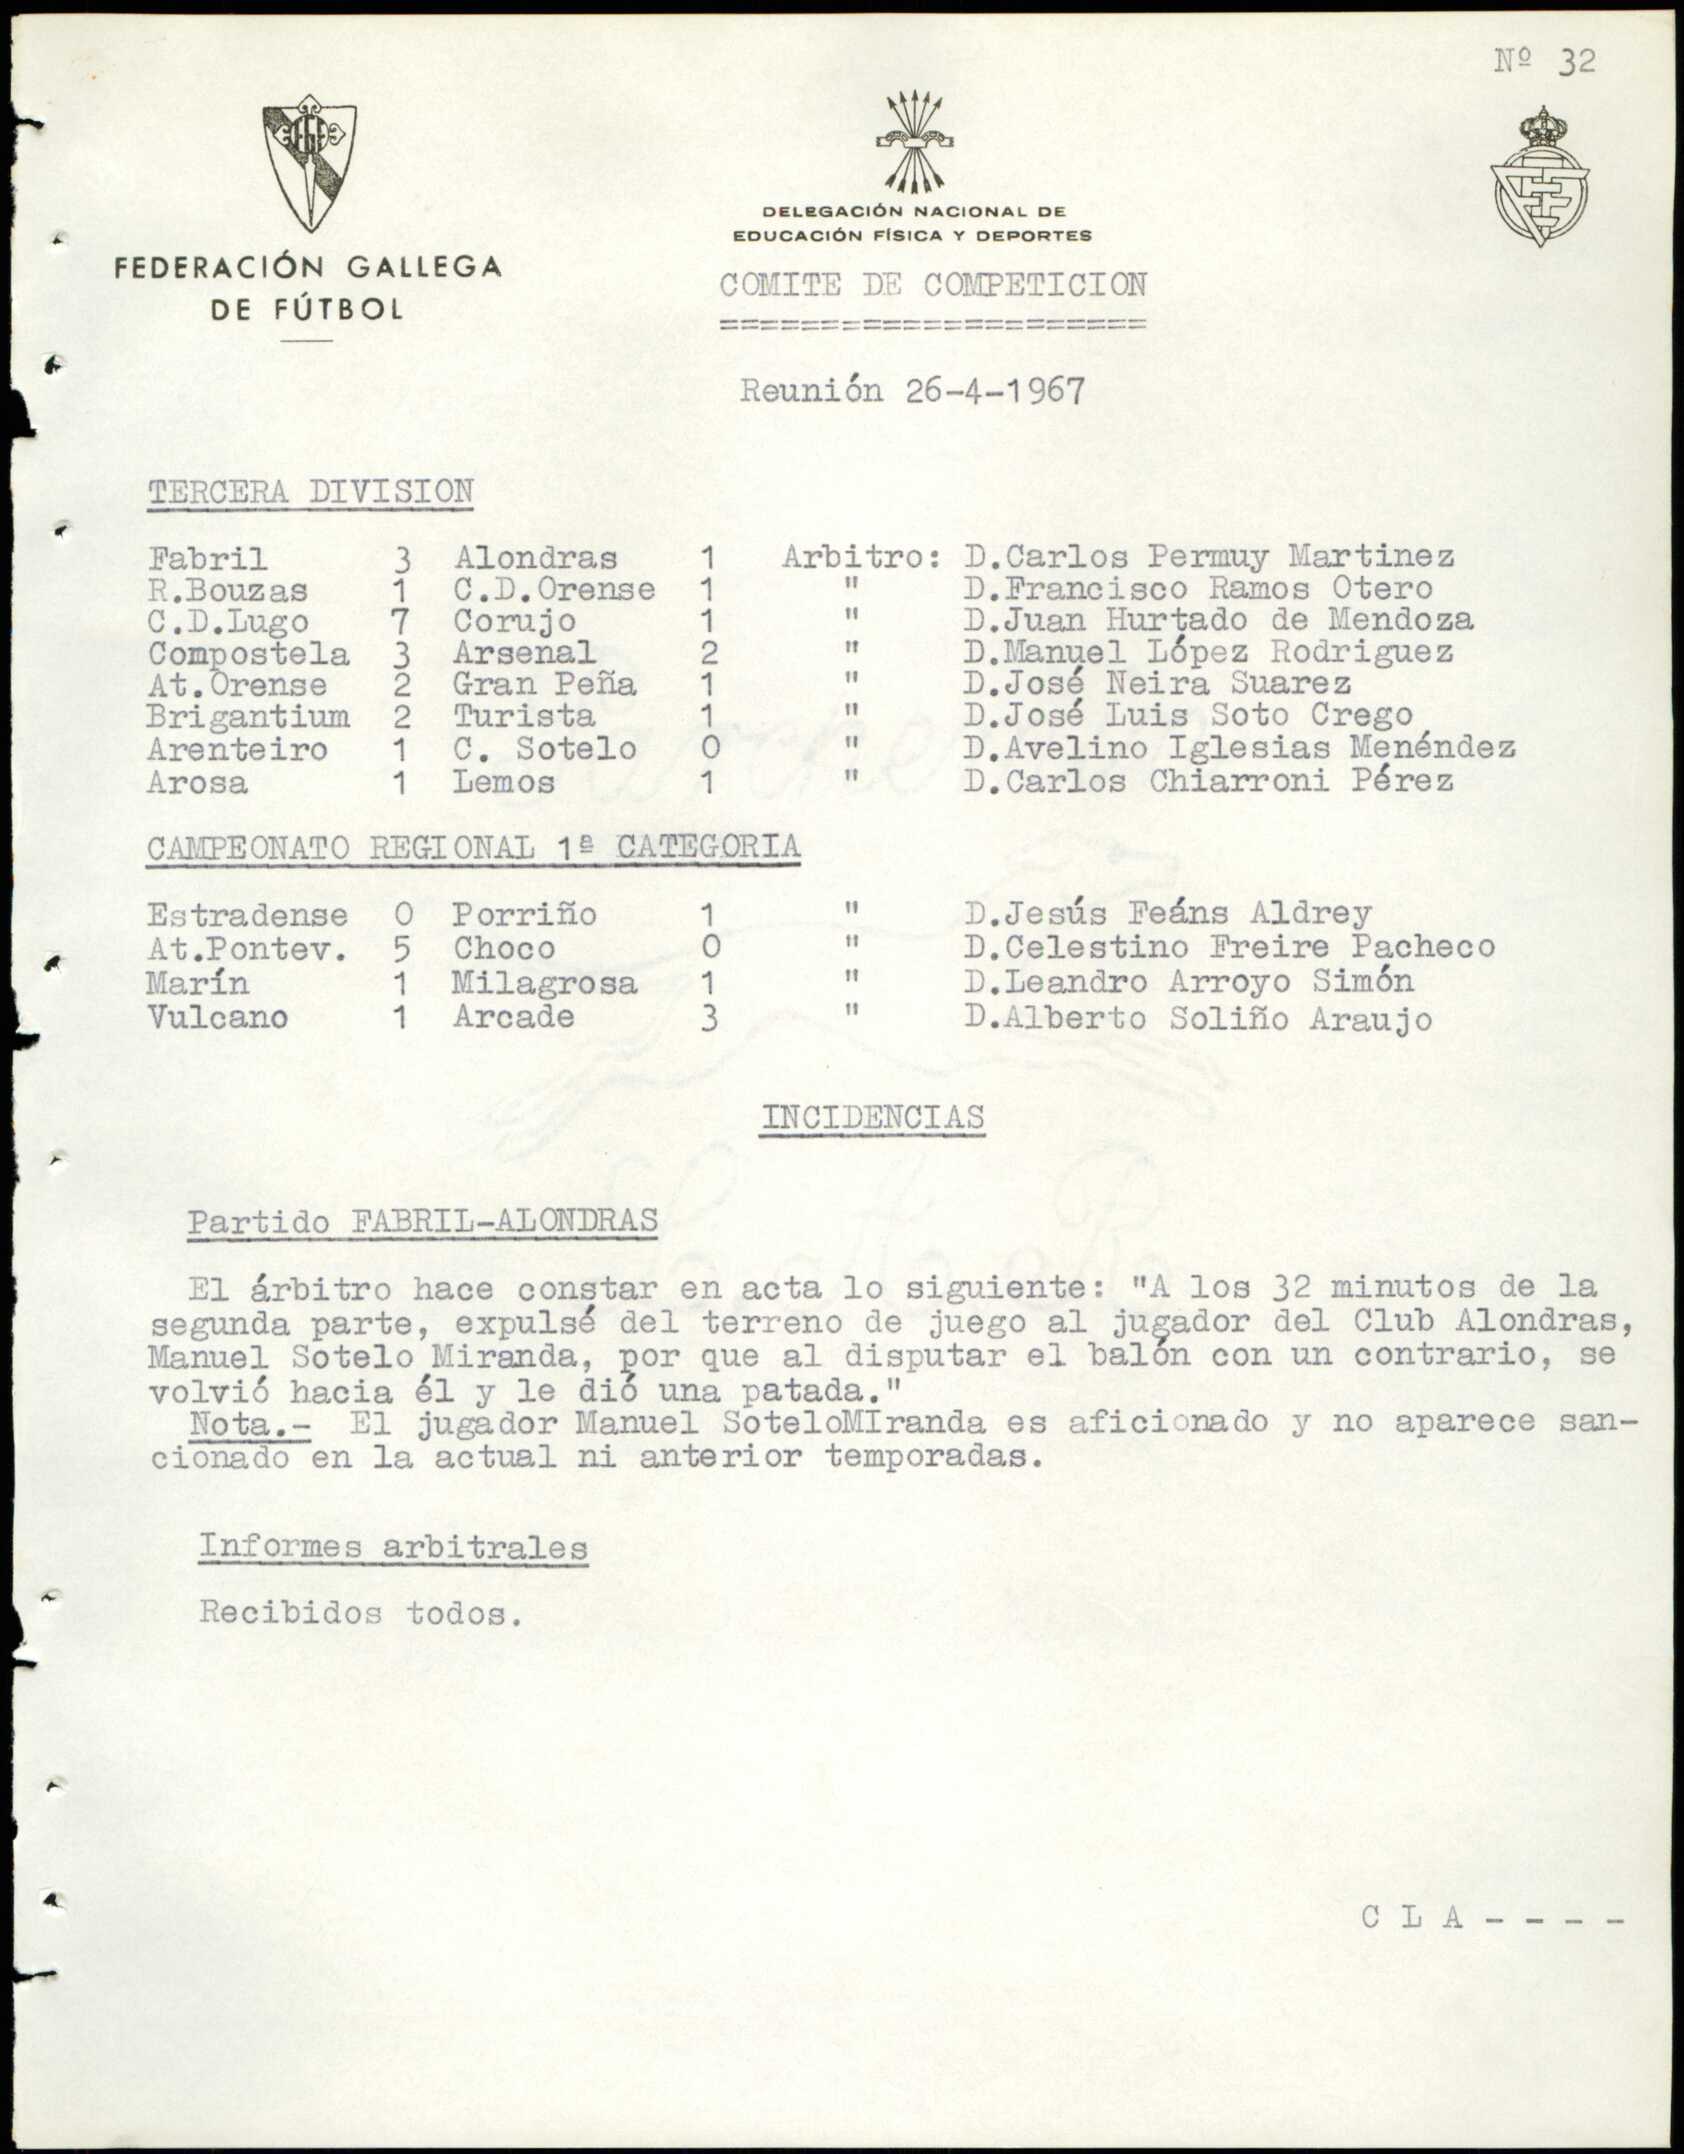 Nº 32
FEDERACIÓN GALLEGA
DE FÚTBOL
DELEGACIÓN NACIONAL DE
EDUCACIÓN FÍSICA Y DEPORTES
COMITE DE COMPETICION
=====================
Reunión 26-4-1967
TERCERA DIVISION
Fabril 3 Alondras 1 Arbitro: D.Carlos Permuy Martinez
R.Bouzas 1 C.D.Orense 1 " D.Francisco Ramos Otero
C.D.Lugo 7 Corujo 1 " D.Juan Hurtado de Mendoza
Compostela 3 Arsenal 2 " D.Manuel López Rodriguez
At.Orense 2 Gran Peña 1 " D.José Neira Suarez
Brigantium 2 Turista 1 " D.José Luis Soto Crego
Arenteiro 1 C. Sotelo 0 " D.Avelino Iglesias Menéndez
Arosa 1 Lemos 1 " D.Carlos Chiarroni Pérez
CAMPEONATO REGIONAL 1ª CATEGORIA
Estradense 0 Porriño 1 " D.Jesús Feáns Aldrey
At.Pontev. 5 Choco 0 " D.Celestino Freire Pacheco
Marín 1 Milagrosa 1 " D.Leandro Arroyo Simón
Vulcano 1 Arcade 3 " D.Alberto Soliño Araujo
INCIDENCIAS
Partido FABRIL-ALONDRAS
El árbitro hace constar en acta lo siguiente: "A los 32 minutos de la
segunda parte, expulsé del terreno de juego al jugador del Club Alondras,
Manuel Sotelo Miranda, por que al disputar el balón con un contrario, se
volvió hacia él y le dió una patada."
Nota.- El jugador Manuel SoteloMIranda es aficionado y no aparece san-
cionado en la actual ni anterior temporadas.
Informes arbitrales
Recibidos todos.
C L A - - - -